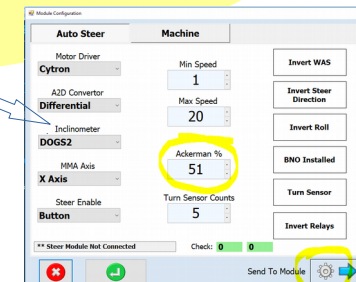 Module Configuration
Auto Steer
Machine
Motor Driver
Cytron
A2D Convertor
Differential
Inclinometer
DOGS2
MMA Axis
X Axis
Steer Enable
Button
Min Speed
1
Max Speed
20
Ackerman %
51
Turn Sensor Counts
5
Invert WAS
Invert Steer
Direction
Invert Roll
BNO Installed
Turn Sensor
Invert Relays
** Steer Module Not Connected
Check: 0 0
Send To Module